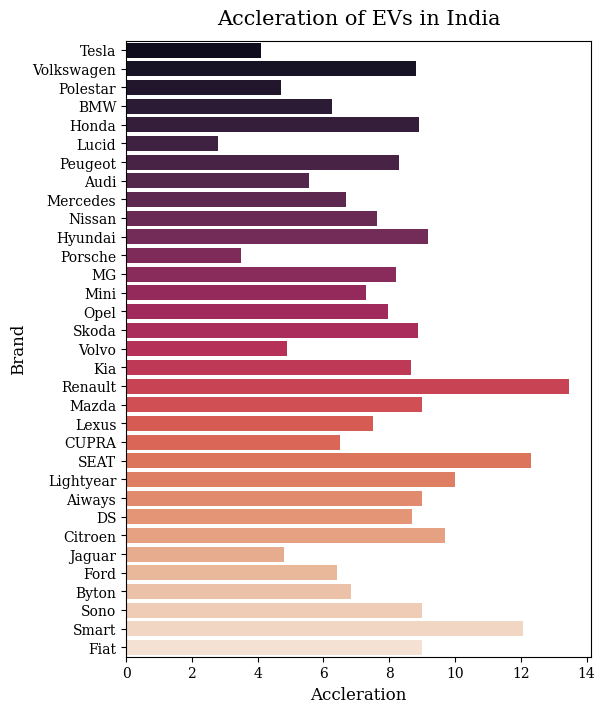 Accleration of EVs in India
Tesla
Volkswagen
Polestar
BMW
Honda
Lucid
Peugeot
Audi
Mercedes
Nissan
Hyundai
Porsche
MG
Mini
Opel
Skoda
Volvo
Kia
Renault
Mazda
Lexus
CUPRA
SEAT
Lightyear
Aiways
DS
Citroen
Jaguar
Ford
Byton
Sono
Smart
Fiat
Brand
0 2 4 6 8 10 12 14
Accleration